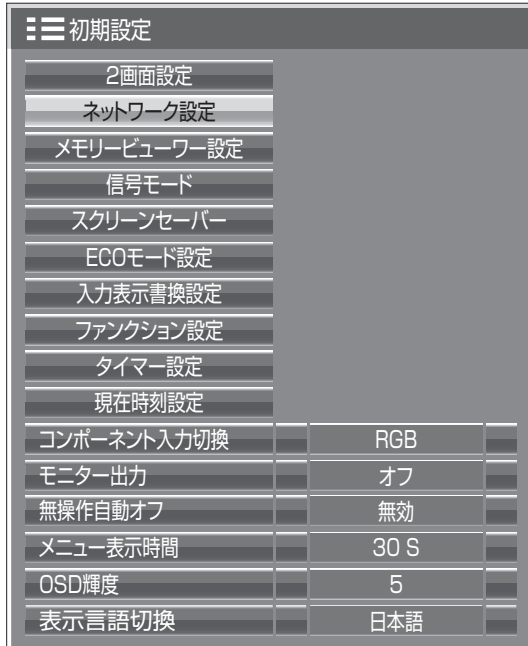 初期設定
2画面設定
ネットワーク設定
メモリービューワー設定
信号モード
スクリーンセーバー
ECOモード設定
入力表示書換設定
ファンクション設定
タイマー設定
現在時刻設定
コンポーネント入力切換 RGB
モニター出力 オフ
無操作自動オフ 無効
メニュー表示時間 30 S
OSD輝度 5
表示言語切換 日本語